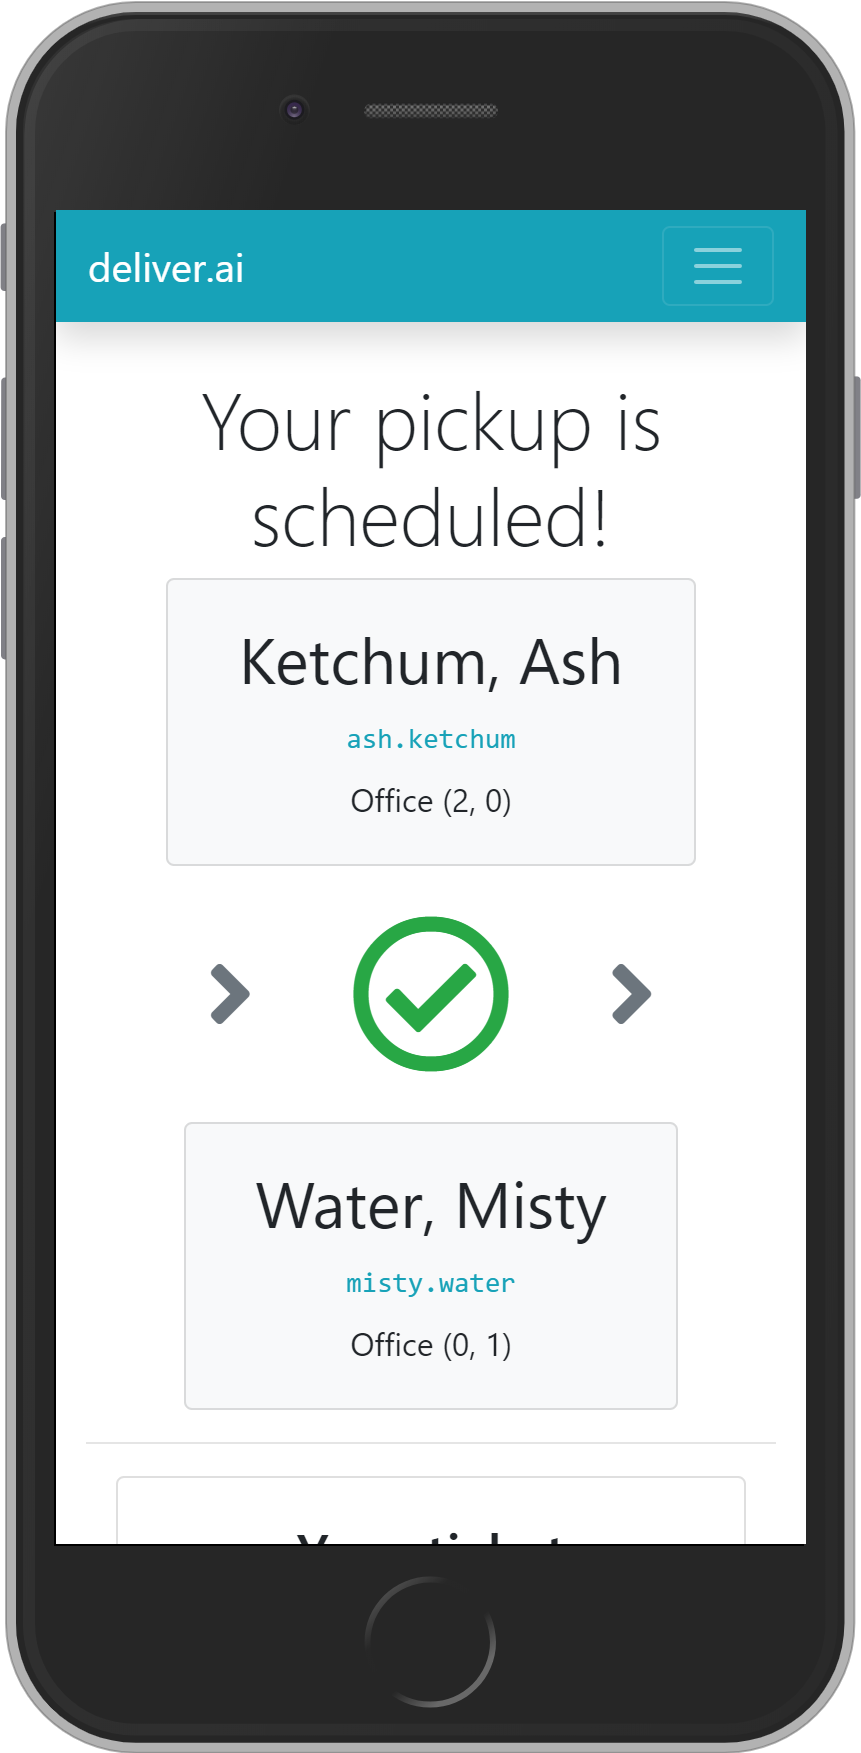 deliver.ai
Your pickup is
scheduled!
Ketchum, Ash
ash.ketchum
Office (2, 0)
Water, Misty
misty.water
Office (0, 1)